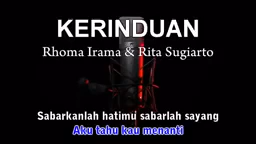 KERINDUAN
Rhoma Irama & Rita Sugiarto
Sabarkanlah hatimu sabarlah sayang
Aku tahu kau menanti